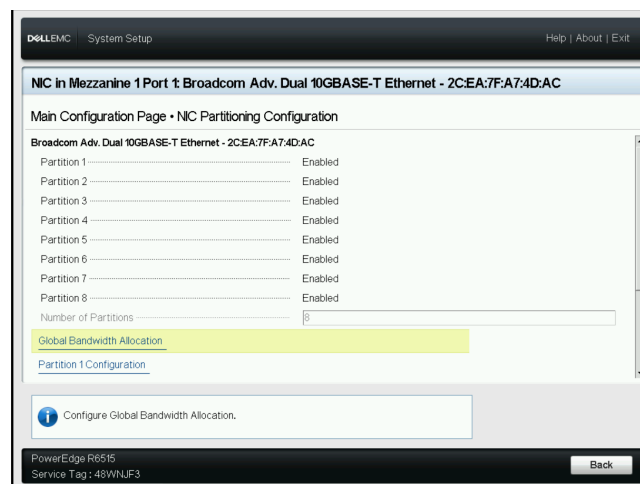 DELLEMC System Setup Help | About | Exit
NIC in Mezzanine 1 Port 1: Broadcom Adv. Dual 10GBASE-T Ethernet - 2C:EA:7F:A7:4D:AC
Main Configuration Page • NIC Partitioning Configuration
Broadcom Adv. Dual 10GBASE-T Ethernet - 2C:EA:7F:A7:4D:AC
Partition 1 Enabled
Partition 2 Enabled
Partition 3 Enabled
Partition 4 Enabled
Partition 5 Enabled
Partition 6 Enabled
Partition 7 Enabled
Partition 8 Enabled
Number of Partitions 8
Global Bandwidth Allocation
Partition 1 Configuration
Configure Global Bandwidth Allocation.
PowerEdge R6515
Service Tag : 48WNJF3
Back